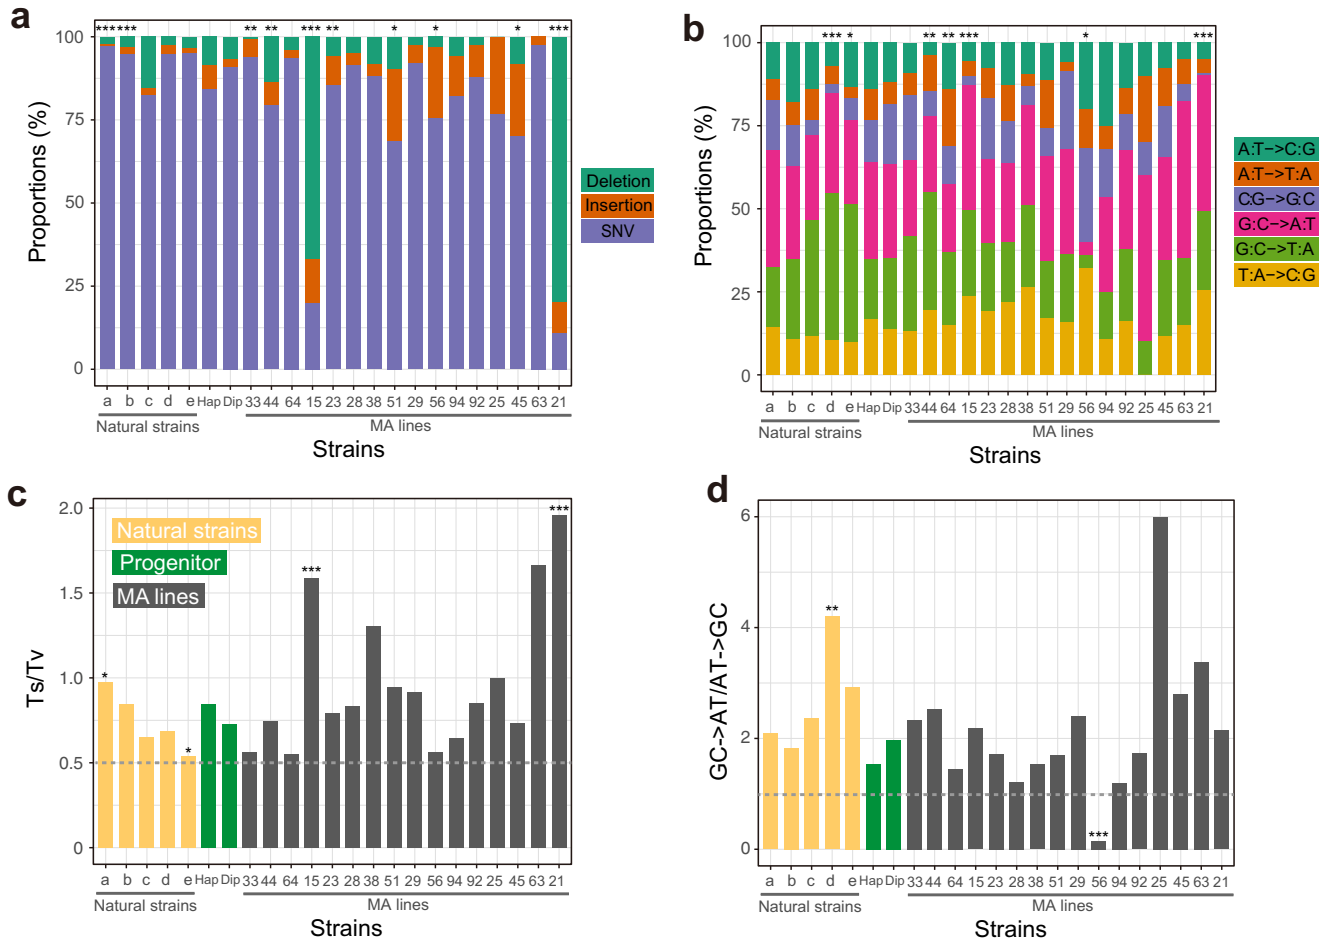 a
*** *** ** ** *** ** * * * ***
Proportions (%)
100
75
50
25
0
a b c d e Hap Dip 33 44 64 15 23 28 38 51 29 56 94 92 25 45 63 21
Natural strains
MA lines
Strains
Deletion
Insertion
SNV
b
*** * ** ** *** * ***
Proportions (%)
100
75
50
25
0
a b c d e Hap Dip 33 44 64 15 23 28 38 51 29 56 94 92 25 45 63 21
Natural strains
MA lines
Strains
A:T->C:G
A:T->T:A
C:G->G:C
G:C->A:T
G:C->T:A
T:A->C:G
c
Ts/Tv
2.0
1.5
1.0
0.5
0
Natural strains
Progenitor
MA lines
* * *** ***
a b c d e Hap Dip 33 44 64 15 23 28 38 51 29 56 94 92 25 45 63 21
Natural strains
MA lines
Strains
d
GC->AT/AT->GC
6
4
2
0
** ***
a b c d e Hap Dip 33 44 64 15 23 28 38 51 29 56 94 92 25 45 63 21
Natural strains
MA lines
Strains